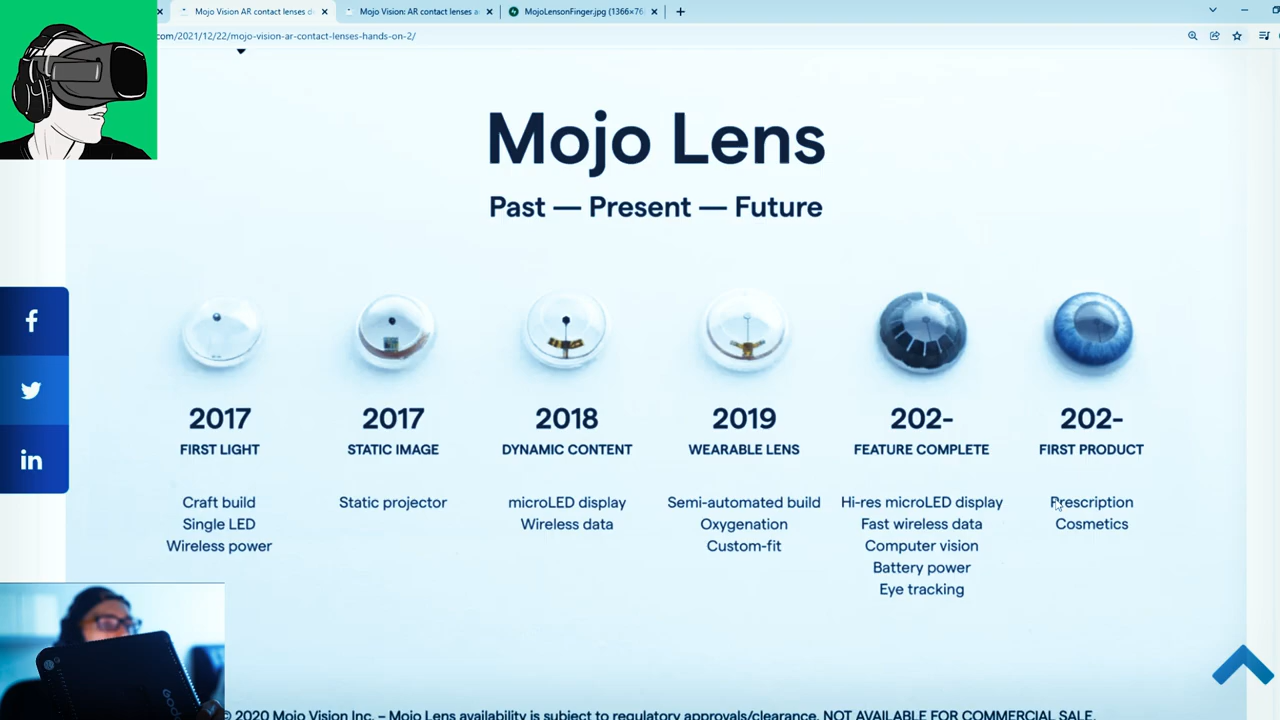 Mojo Vision AR contact lenses
Mojo Vision: AR contact lenses
MojoLensonFinger.jpg (1366×76
com/2021/12/22/mojo-vision-ar-contact-lenses-hands-on-2/
Mojo Lens
Past — Present — Future
2017
FIRST LIGHT
Craft build
Single LED
Wireless power
2017
STATIC IMAGE
Static projector
2018
DYNAMIC CONTENT
microLED display
Wireless data
2019
WEARABLE LENS
Semi-automated build
Oxygenation
Custom-fit
202-
FEATURE COMPLETE
Hi-res microLED display
Fast wireless data
Computer vision
Battery power
Eye tracking
202-
FIRST PRODUCT
Prescription
Cosmetics
f
in
© 2020 Mojo Vision Inc. – Mojo Lens availability is subject to regulatory approvals/clearance. NOT AVAILABLE FOR COMMERCIAL SALE.